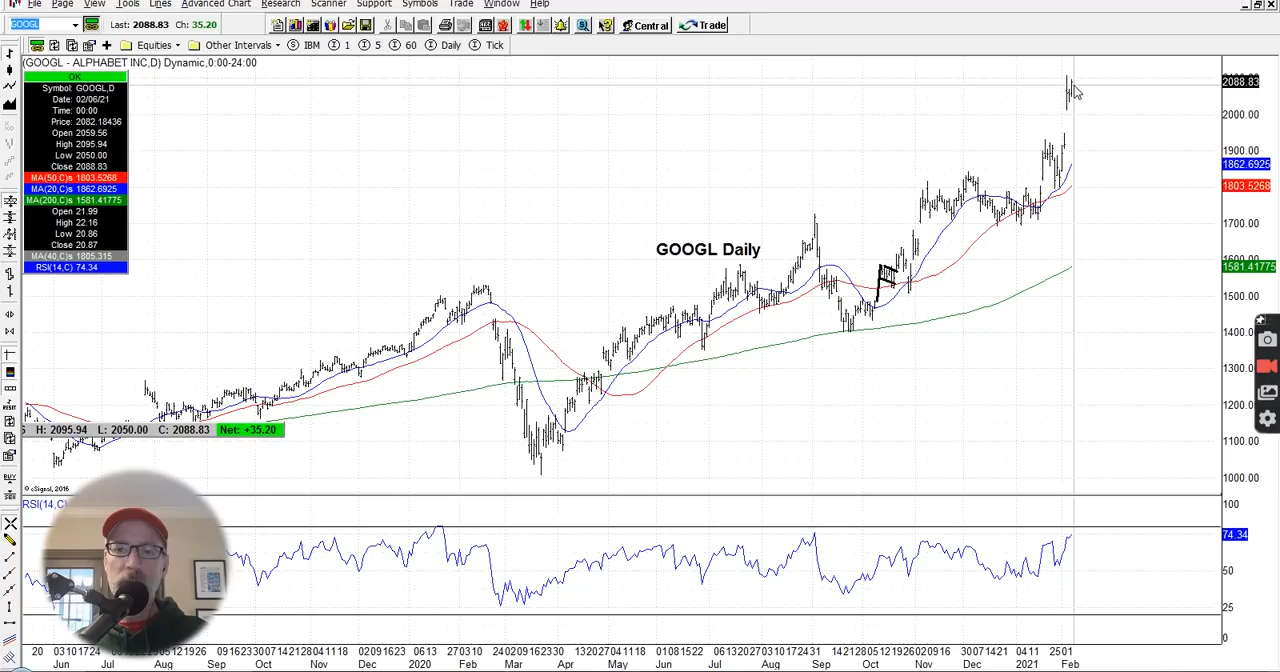 File Page View Tools Lines Advanced Chart Research Scanner Support Symbols Trade Window Help
GOOGL Last: 2088.83 Ch: 35.20 Central Trade
Equities Other Intervals S IBM I 1 I 5 I 60 I Daily I Tick
(GOOGL - ALPHABET INC,D) Dynamic,0:00-24:00
OK
Symbol: GOOGL,D
Date: 02/06/21
Time: 00:00
Price: 2082.18436
Open 2059.56
High 2095.94
Low 2050.00
Close 2088.83
MA(50,C)s 1803.5268
MA(20,C)s 1862.6925
MA(200,C)s 1581.41775
Open 21.99
High 22.16
Low 20.86
Close 20.87
MA(40,C)s 1805.315
RSI(14,C) 74.34
GOOGL Daily
2088.83
2000.00
1900.00
1862.6925
1803.5268
1700.00
1581.41775
1500.00
1400.00
1300.00
1200.00
1100.00
1000.00
H: 2095.94 L: 2050.00 C: 2088.83 Net: +35.20
© eSignal, 2016
RSI(14,C)
100
74.34
50
25
0
RESET
BUY
Jun Jul Aug Sep Oct Nov Dec 2020 Feb Mar Apr May Jun Jul Aug Sep Oct Nov Dec 2021 Feb